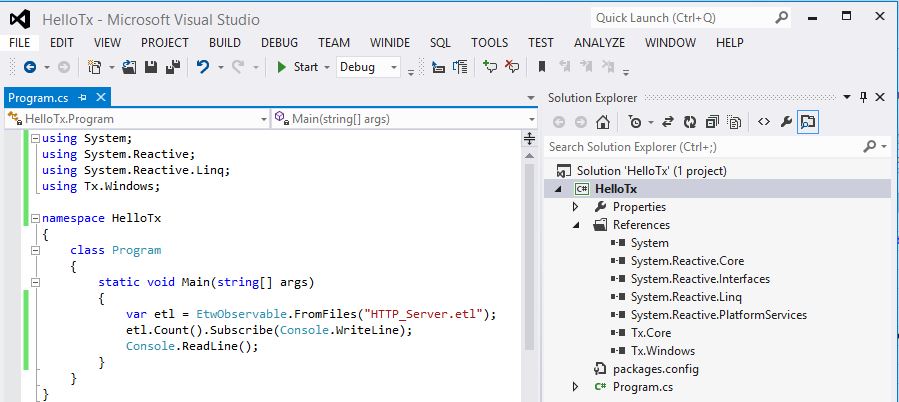 HelloTx - Microsoft Visual Studio
Quick Launch (Ctrl+Q)
FILE EDIT VIEW PROJECT BUILD DEBUG TEAM WINIDE SQL TOOLS TEST ANALYZE WINDOW HELP
Start Debug
Program.cs
HelloTx.Program
Main(string[] args)
using System;
using System.Reactive;
using System.Reactive.Linq;
using Tx.Windows;
namespace HelloTx
{
class Program
{
static void Main(string[] args)
{
var etl = EtwObservable.FromFiles("HTTP_Server.etl");
etl.Count().Subscribe(Console.WriteLine);
Console.ReadLine();
}
}
}
Solution Explorer
Search Solution Explorer (Ctrl+;)
Solution 'HelloTx' (1 project)
C# HelloTx
Properties
References
System
System.Reactive.Core
System.Reactive.Interfaces
System.Reactive.Linq
System.Reactive.PlatformServices
Tx.Core
Tx.Windows
packages.config
C# Program.cs